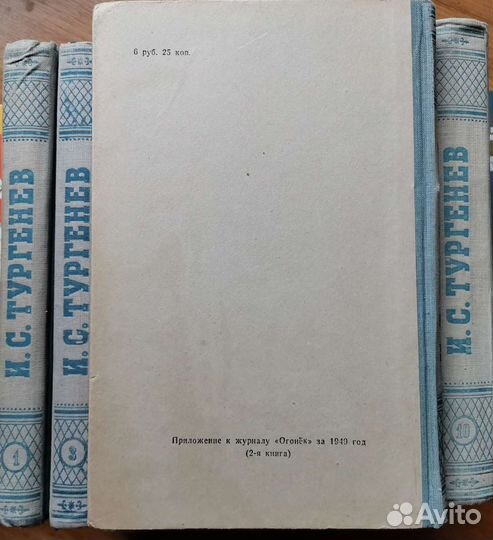 И. С. ТУРГЕНЕВ
1
И. С. ТУРГЕНЕВ
3
6 руб. 25 коп.
Приложение к журналу «Огонёк» за 1949 год
(2-я книга)
И. С. ТУРГЕНЕВ
10
Avito